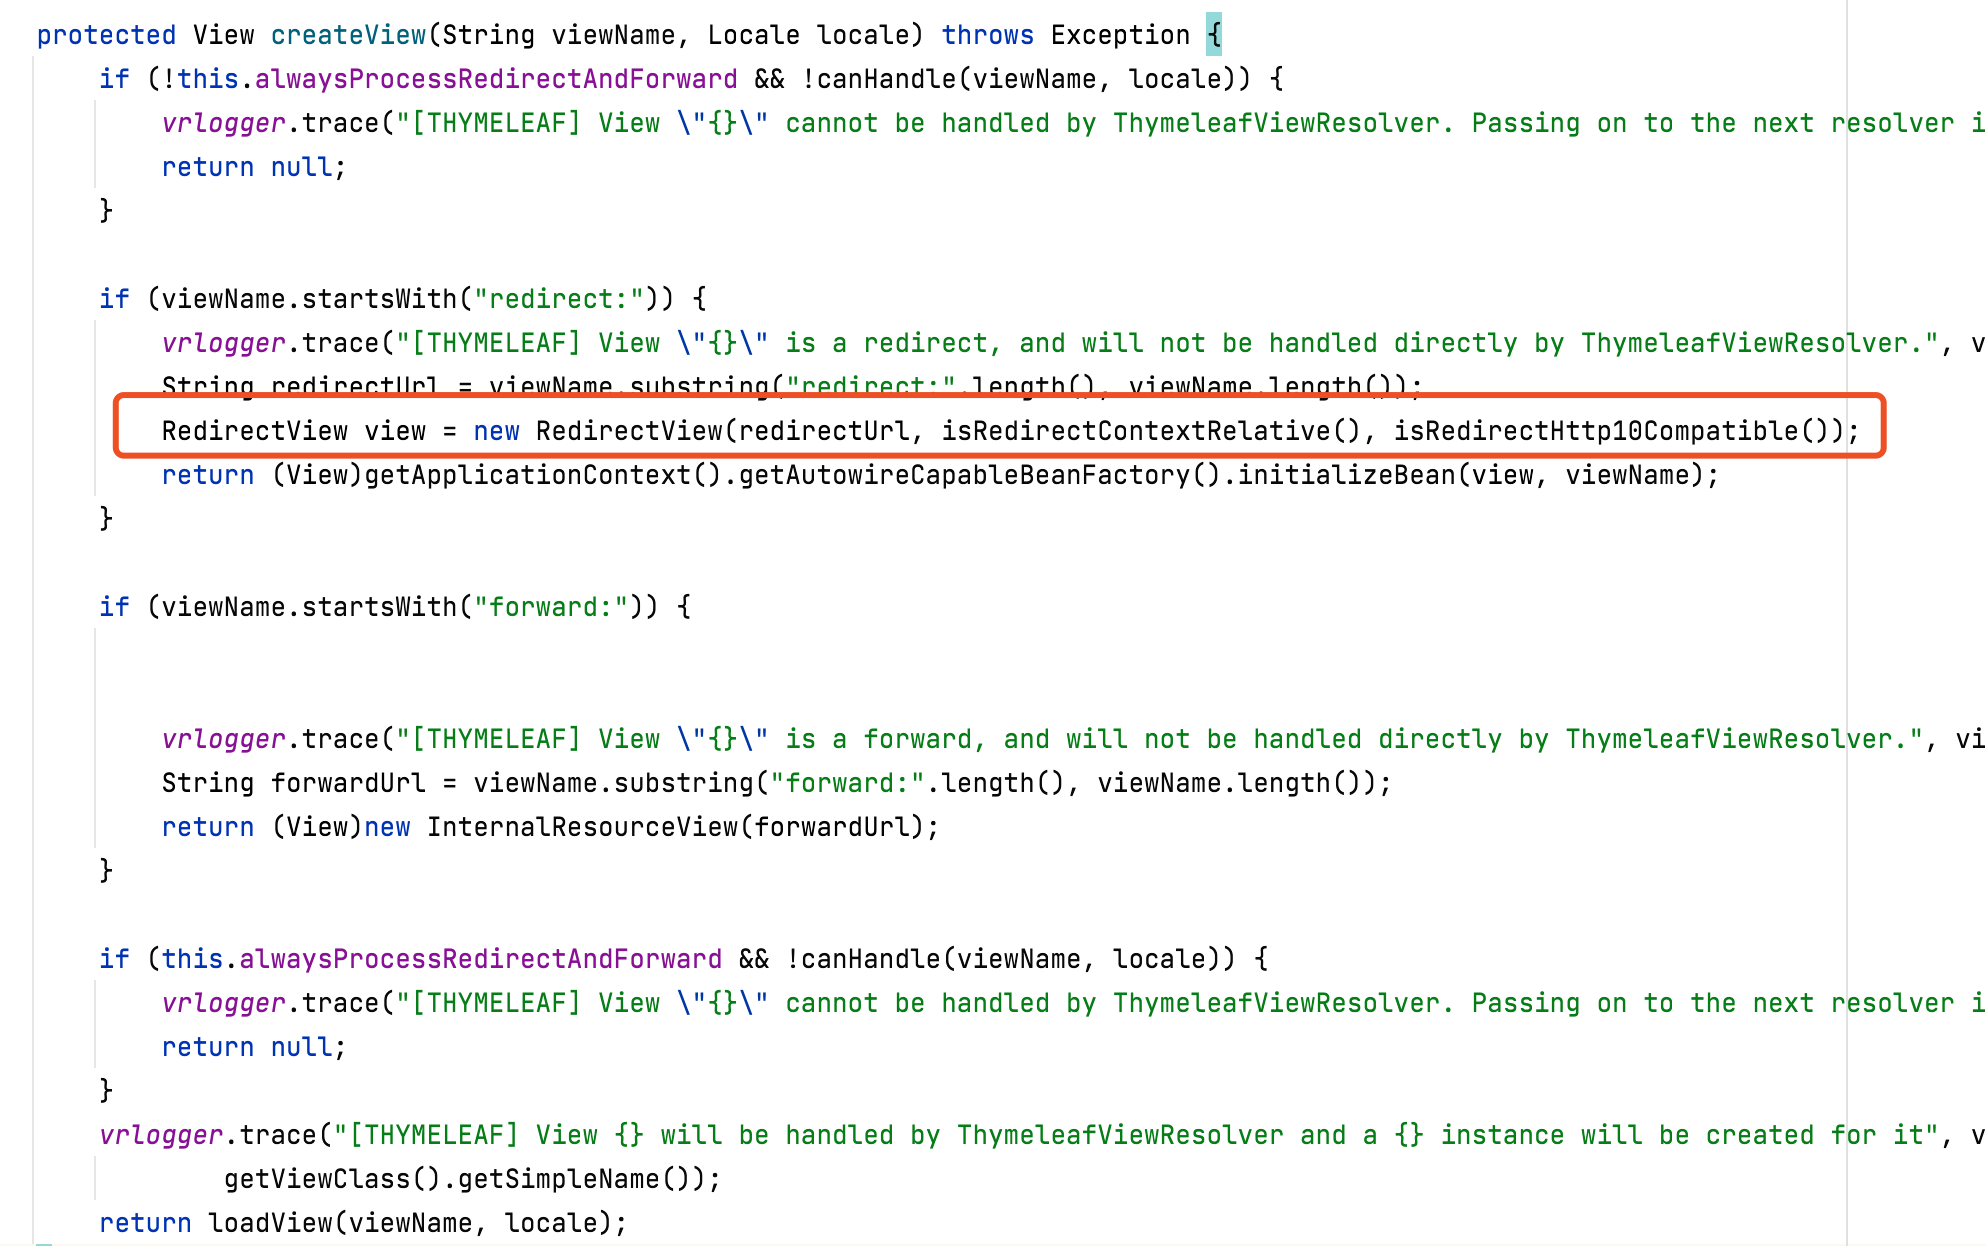 protected View createView(String viewName, Locale locale) throws Exception {
if (!this.alwaysProcessRedirectAndForward && !canHandle(viewName, locale)) {
vrlogger.trace("[THYMELEAF] View \"{}\" cannot be handled by ThymeleafViewResolver. Passing on to the next resolver i
return null;
}
if (viewName.startsWith("redirect:")) {
vrlogger.trace("[THYMELEAF] View \"{}\" is a redirect, and will not be handled directly by ThymeleafViewResolver.", v
String redirectUrl = viewName.substring("redirect:".length(), viewName.length());
RedirectView view = new RedirectView(redirectUrl, isRedirectContextRelative(), isRedirectHttp10Compatible());
return (View)getApplicationContext().getAutowireCapableBeanFactory().initializeBean(view, viewName);
}
if (viewName.startsWith("forward:")) {
vrlogger.trace("[THYMELEAF] View \"{}\" is a forward, and will not be handled directly by ThymeleafViewResolver.", vi
String forwardUrl = viewName.substring("forward:".length(), viewName.length());
return (View)new InternalResourceView(forwardUrl);
}
if (this.alwaysProcessRedirectAndForward && !canHandle(viewName, locale)) {
vrlogger.trace("[THYMELEAF] View \"{}\" cannot be handled by ThymeleafViewResolver. Passing on to the next resolver i
return null;
}
vrlogger.trace("[THYMELEAF] View {} will be handled by ThymeleafViewResolver and a {} instance will be created for it", v
getViewClass().getSimpleName());
return loadView(viewName, locale);